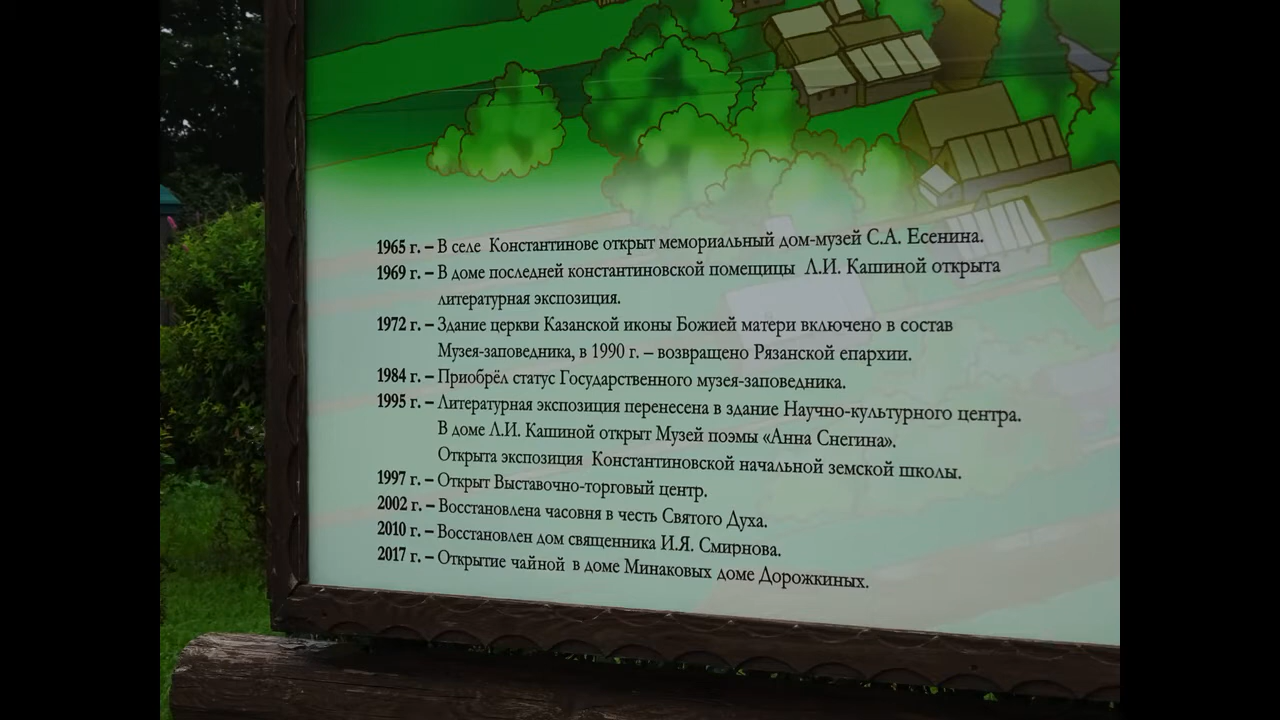 1965 г. – В селе Константинове открыт мемориальный дом-музей С.А. Есенина.
1969 г. – В доме последней константиновской помещицы Л.И. Кашиной открыта
литературная экспозиция.
1972 г. – Здание церкви Казанской иконы Божией матери включено в состав
Музея-заповедника, в 1990 г. – возвращено Рязанской епархии.
1984 г. – Приобрёл статус Государственного музея-заповедника.
1995 г. – Литературная экспозиция перенесена в здание Научно-культурного центра.
В доме Л.И. Кашиной открыт Музей поэмы «Анна Снегина».
Открыта экспозиция Константиновской начальной земской школы.
1997 г. – Открыт Выставочно-торговый центр.
2002 г. – Восстановлена часовня в честь Святого Духа.
2010 г. – Восстановлен дом священника И.Я. Смирнова.
2017 г. – Открытие чайной в доме Минаковых доме Дорожкиных.